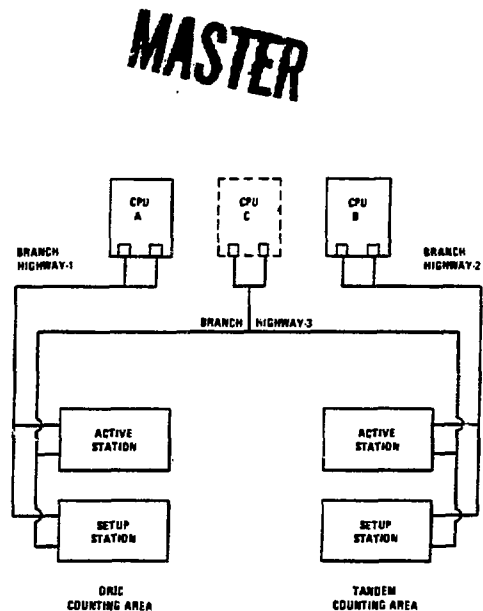 MASTER
CPU
A
CPU
C
CPU
B
BRANCH
HIGHWAY-1
BRANCH
HIGHWAY-2
BRANCH HIGHWAY-3
ACTIVE
STATION
ACTIVE
STATION
SETUP
STATION
SETUP
STATION
ORIC
COUNTING AREA
TANDEM
COUNTING AREA